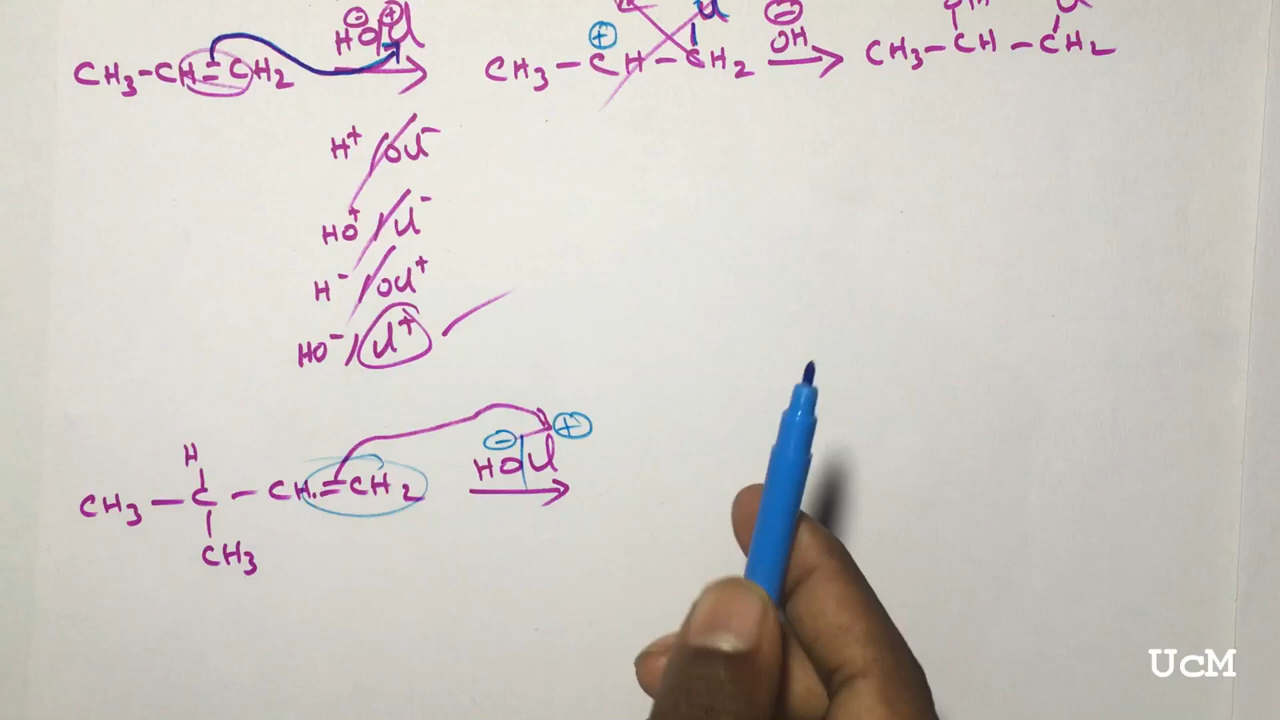 ⊖ ⊕ ⊖
HOCl OH
CH3-CH=CH2 → CH3-CH-CH2 → CH3-CH-CH2
⊕ Cl
H+ / OCl-
HO+ / Cl-
H- / OCl+
HO- / Cl+
H ⊖ ⊕
HOCl
CH3-C-CH=CH2 →
CH3
UcM